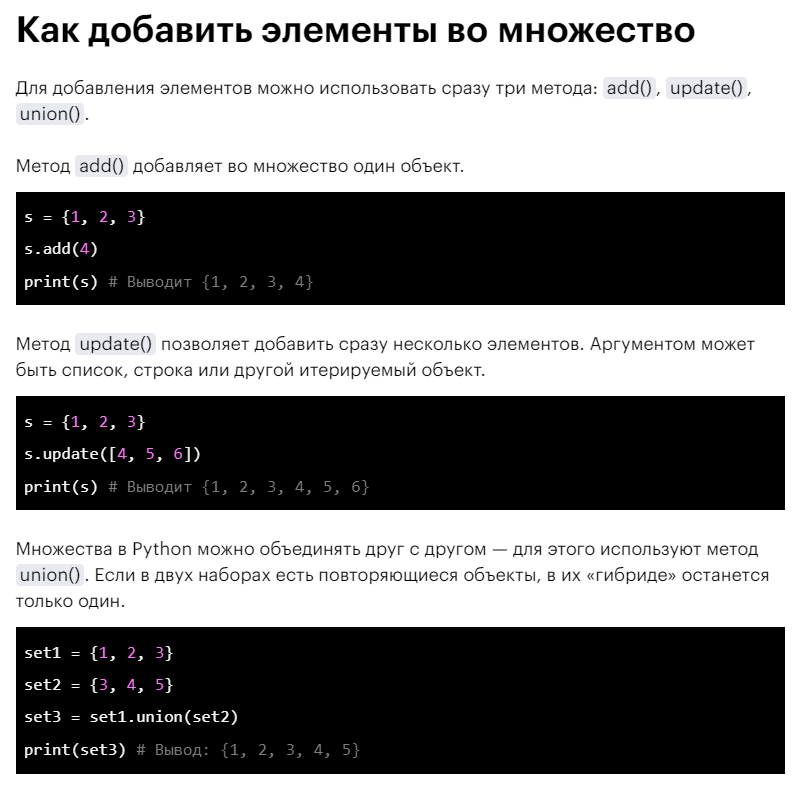 Как добавить элементы во множество
Для добавления элементов можно использовать сразу три метода: add(), update(),
union().
Метод add() добавляет во множество один объект.
s = {1, 2, 3}
s.add(4)
print(s) # Выводит {1, 2, 3, 4}
Метод update() позволяет добавить сразу несколько элементов. Аргументом может
быть список, строка или другой итерируемый объект.
s = {1, 2, 3}
s.update([4, 5, 6])
print(s) # Выводит {1, 2, 3, 4, 5, 6}
Множества в Python можно объединять друг с другом — для этого используют метод
union(). Если в двух наборах есть повторяющиеся объекты, в их «гибриде» останется
только один.
set1 = {1, 2, 3}
set2 = {3, 4, 5}
set3 = set1.union(set2)
print(set3) # Вывод: {1, 2, 3, 4, 5}